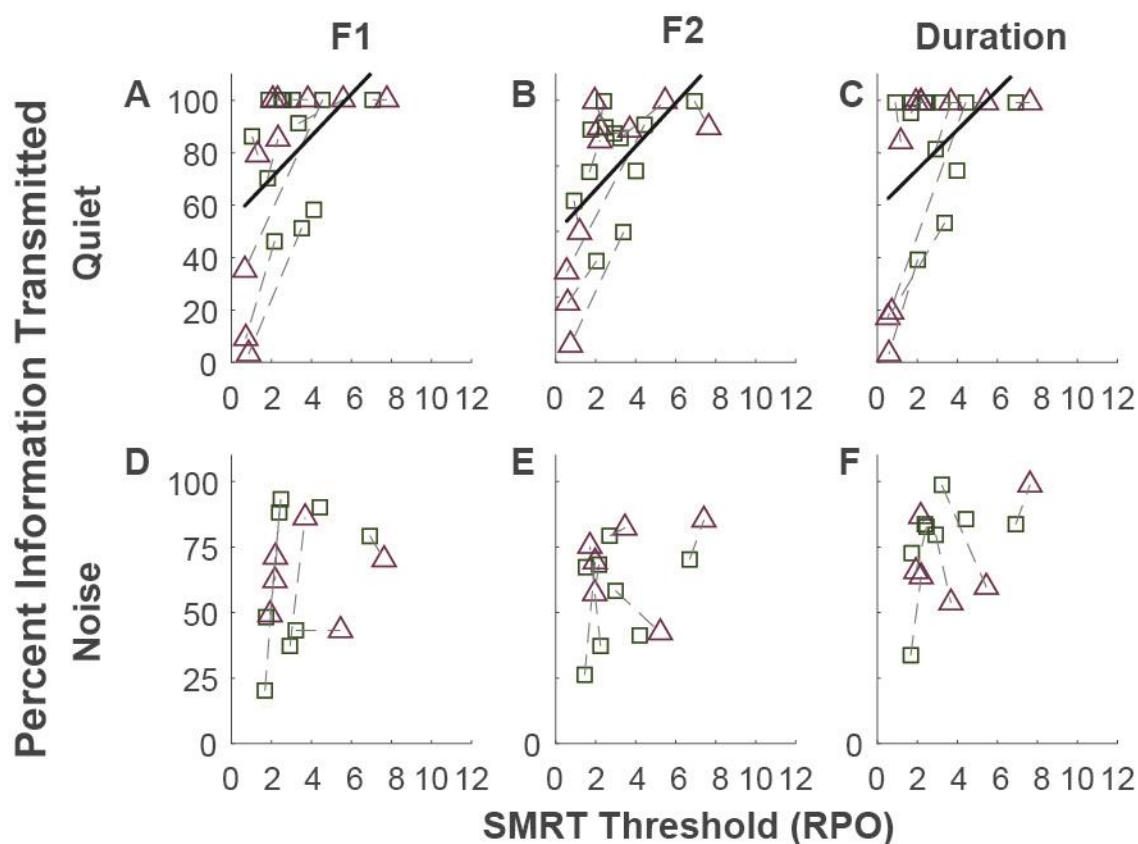 F1
F2
Duration
Percent Information Transmitted
Quiet
A
100
80
60
40
20
0
0 2 4 6 8 10 12
B
0 2 4 6 8 10 12
C
0 2 4 6 8 10 12
Noise
D
100
75
50
25
0
0 2 4 6 8 10 12
E
0
0 2 4 6 8 10 12
F
0
0 2 4 6 8 10 12
SMRT Threshold (RPO)